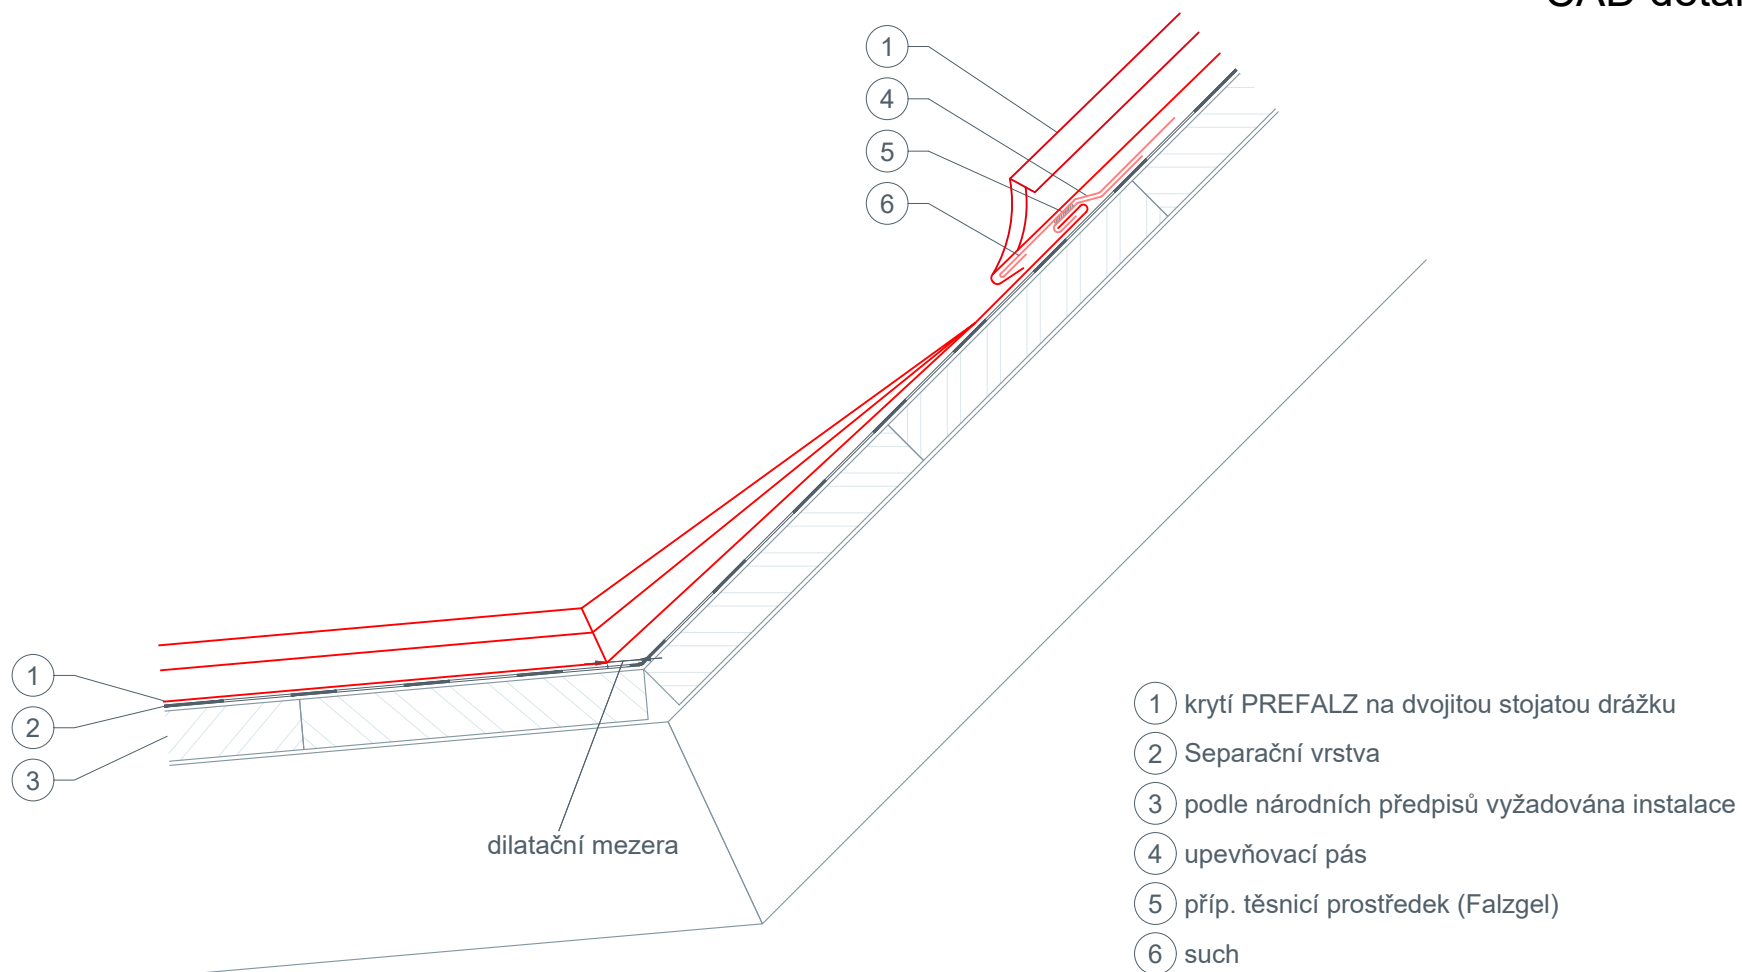 1
4
5
6
1
2
3
dilatační mezera
1 krytí PREFALZ na dvojitou stojatou drážku
2 Separační vrstva
3 podle národních předpisů vyžadována instalace
4 upevňovací pás
5 příp. těsnicí prostředek (Falzgel)
6 such